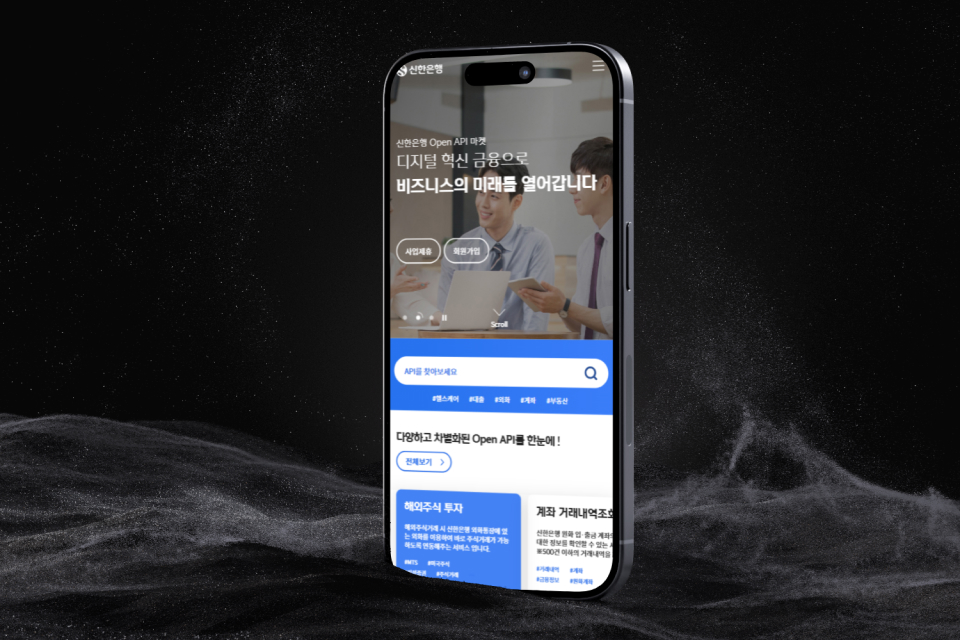 신한은행
신한은행 Open API 마켓
디지털 혁신 금융으로
비즈니스의 미래를 열어갑니다
사업제휴 회원가입
Scroll
API를 찾아보세요
#헬스케어 #대출 #외화 #계좌 #부동산
다양하고 차별화된 Open API를 한눈에 !
전체보기
해외주식 투자
해외주식거래 시 신한은행 외화통장에 있
는 외화를 이용하여 바로 주식거래가 가능
하도록 연동해주는 서비스 입니다.
#MTS #미국주식
#주식거래
계좌 거래내역조회
신한은행 원화 입·출금 계좌의
대한 정보를 확인할 수 있는 A
※500건 이하의 거래내역을
#거래내역 #계좌
#금융정보 #원화계좌